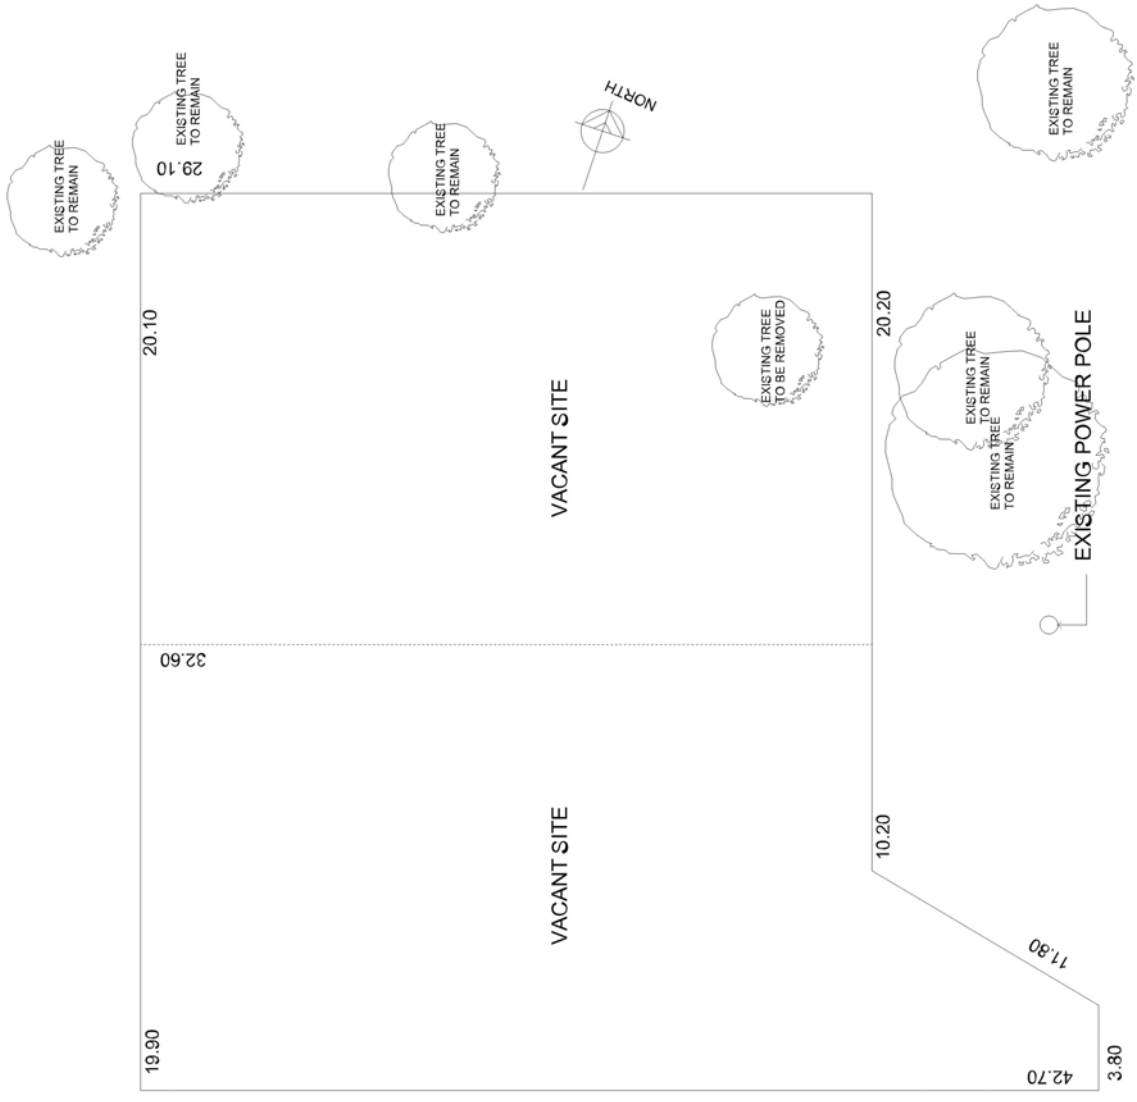 EXISTING TREE
TO REMAIN
EXISTING TREE
TO REMAIN
29.10
EXISTING TREE
TO REMAIN
NORTH
EXISTING TREE
TO REMAIN
20.10
VACANT SITE
EXISTING TREE
TO BE REMOVED
20.20
EXISTING TREE
TO REMAIN
EXISTING TREE
TO REMAIN
EXISTING POWER POLE
32.60
VACANT SITE
10.20
11.80
19.90
42.70
3.80